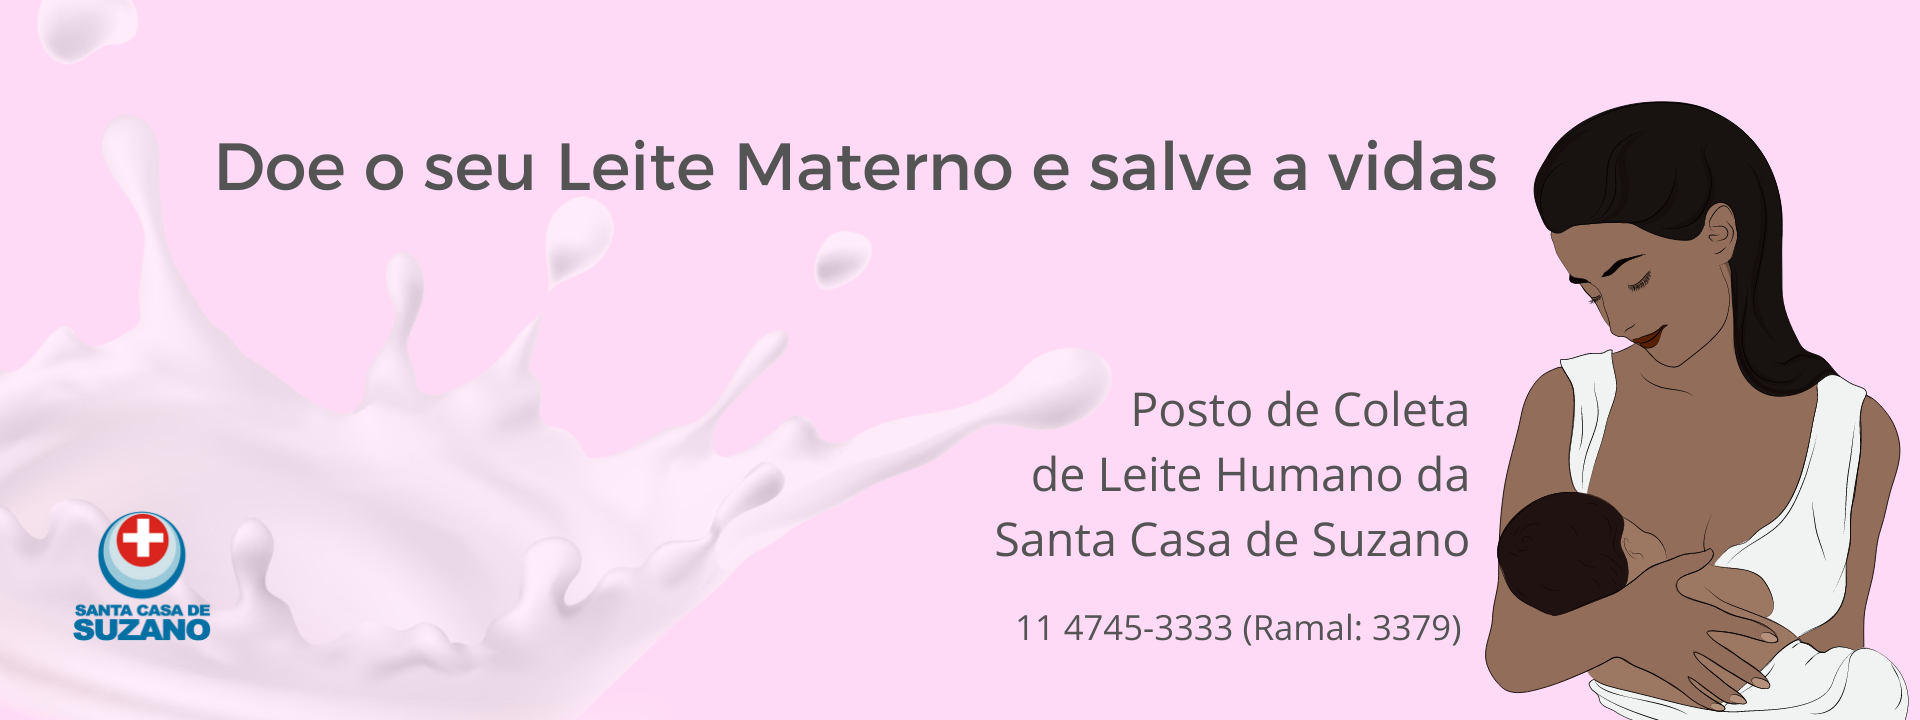 Doe o seu Leite Materno e salve a vidas
Posto de Coleta
de Leite Humano da
Santa Casa de Suzano
11 4745-3333 (Ramal: 3379)
SANTA CASA DE
SUZANO